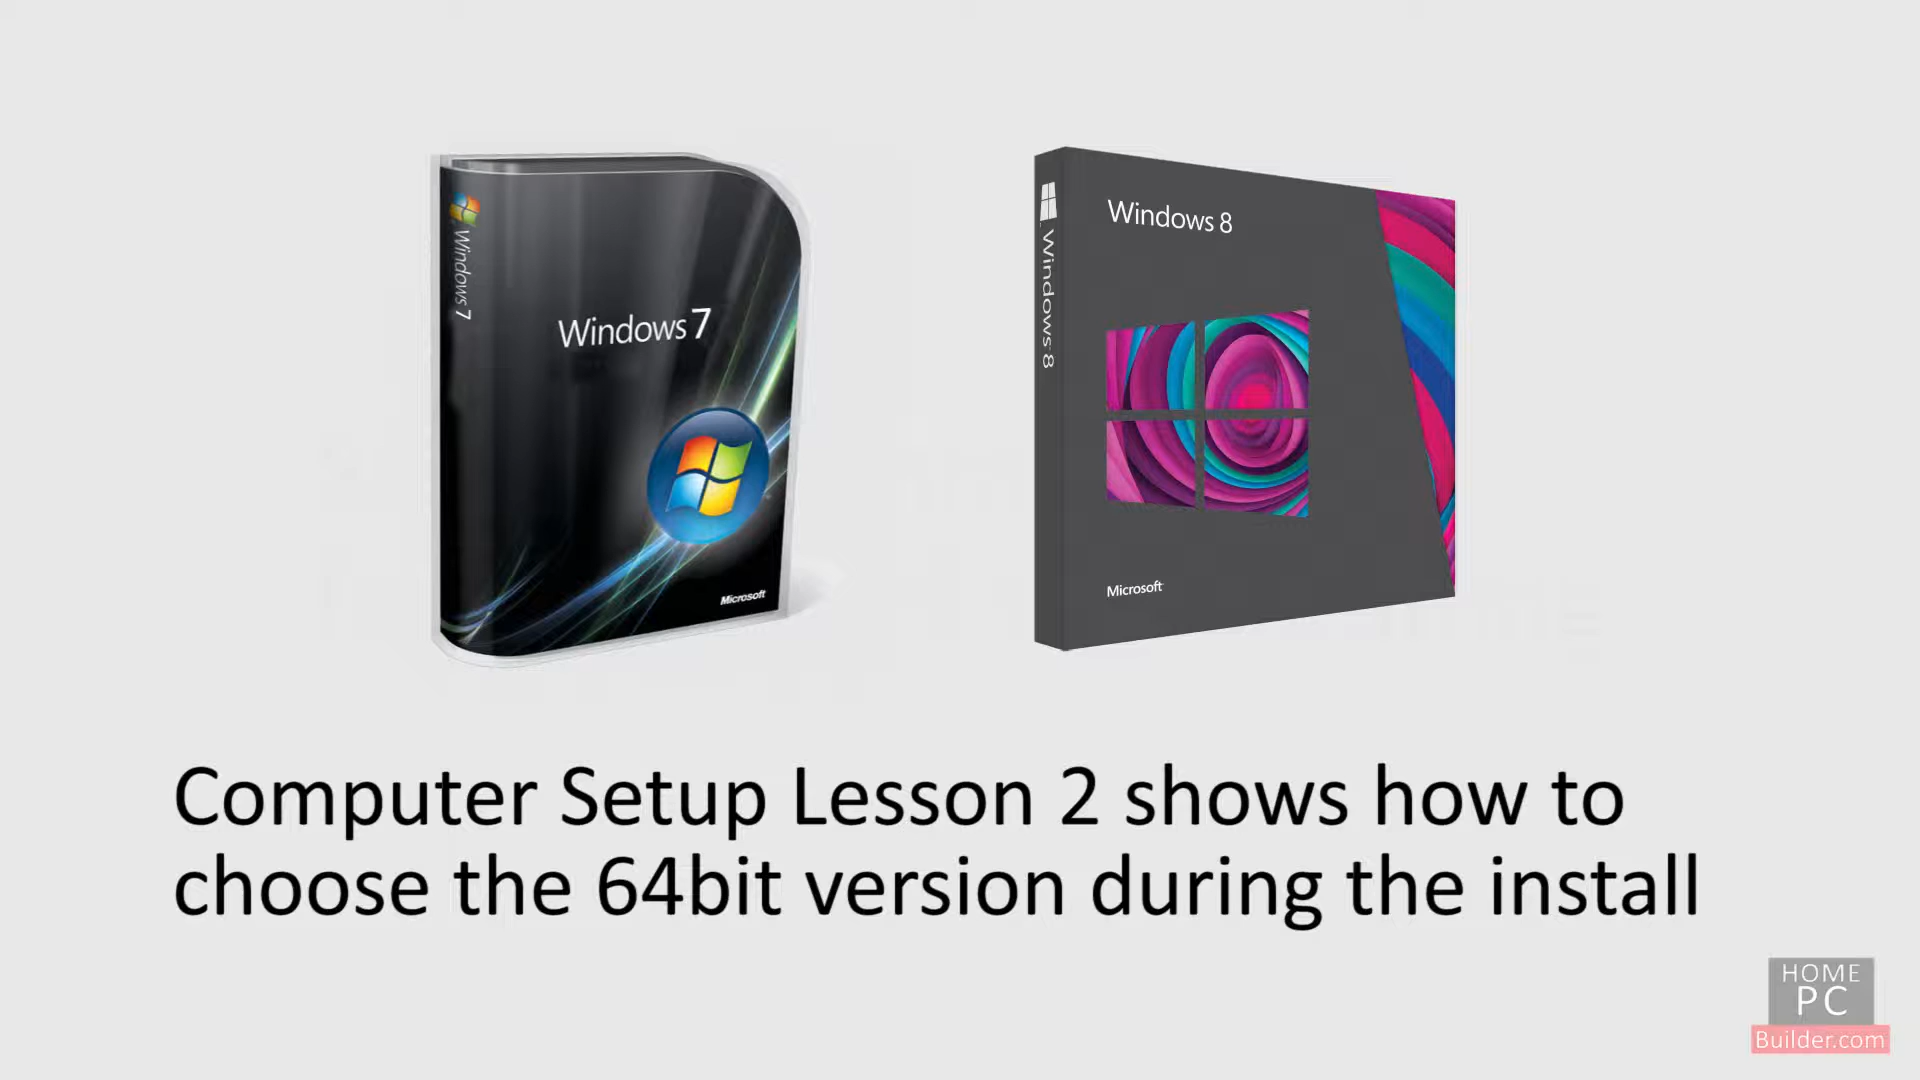 Windows 7
Windows 7
Microsoft
Windows 8
Windows 8
Microsoft
Computer Setup Lesson 2 shows how to
choose the 64bit version during the install
HOME
PC
Builder.com